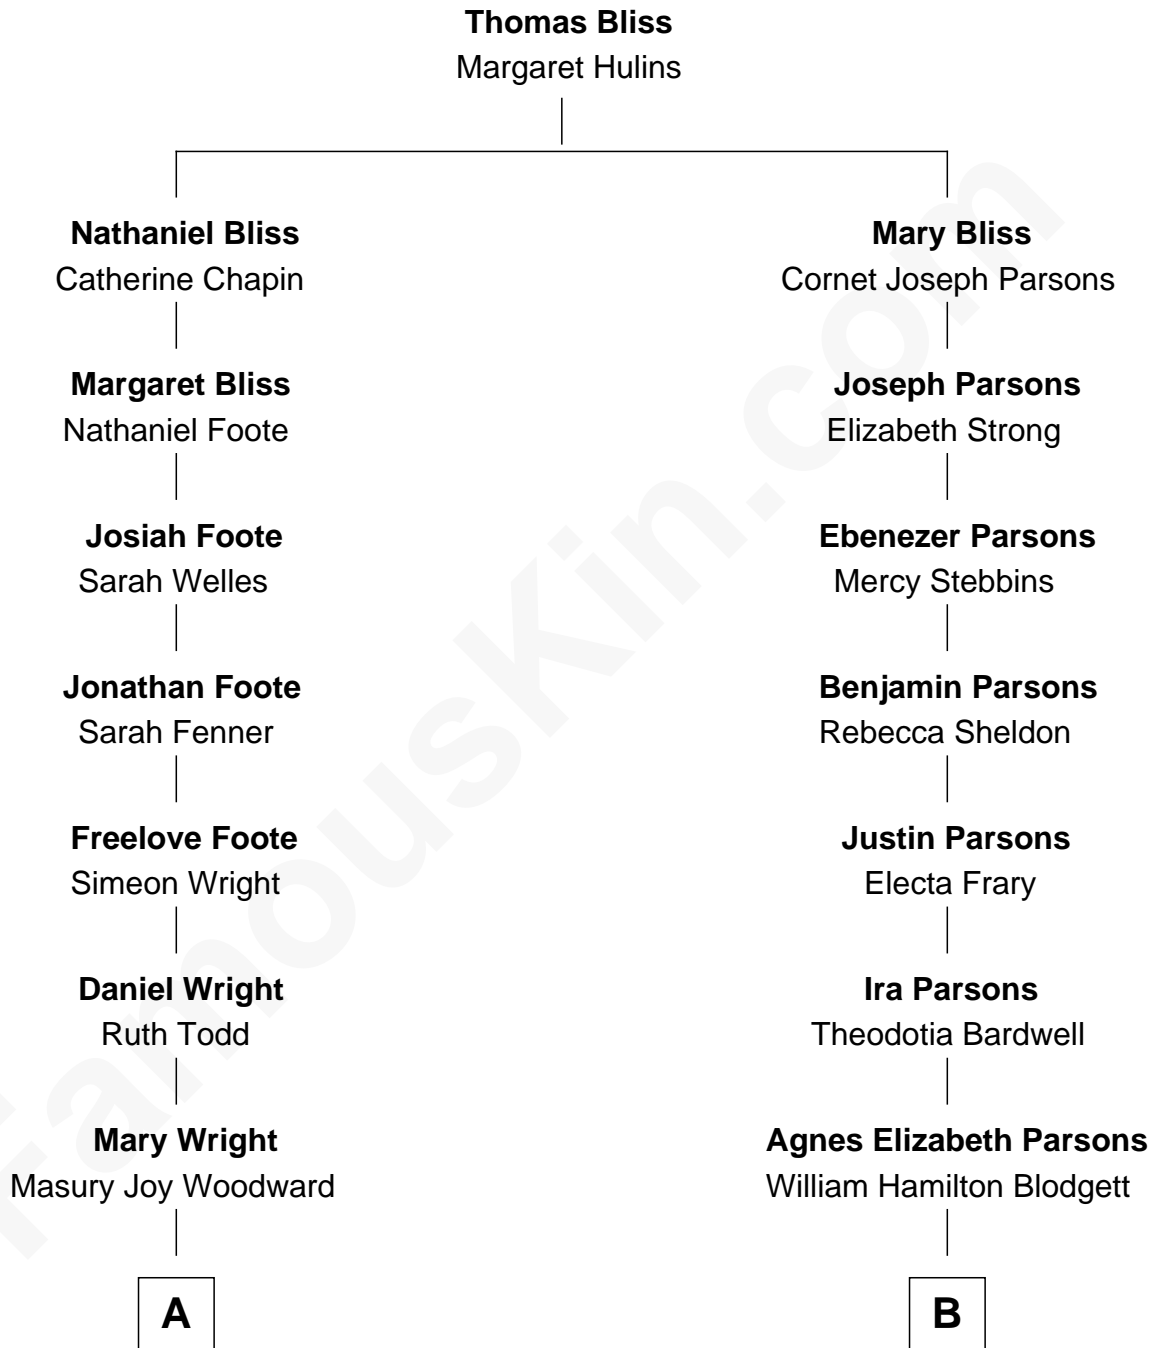 Thomas Bliss
Margaret Hulins
Nathaniel Bliss
Catherine Chapin
Mary Bliss
Cornet Joseph Parsons
Margaret Bliss
Nathaniel Foote
Joseph Parsons
Elizabeth Strong
Josiah Foote
Sarah Welles
Ebenezer Parsons
Mercy Stebbins
Jonathan Foote
Sarah Fenner
Benjamin Parsons
Rebecca Sheldon
Freelove Foote
Simeon Wright
Justin Parsons
Electa Frary
Daniel Wright
Ruth Todd
Ira Parsons
Theodotia Bardwell
Mary Wright
Masury Joy Woodward
Agnes Elizabeth Parsons
William Hamilton Blodgett
A
B
FamousKin.com